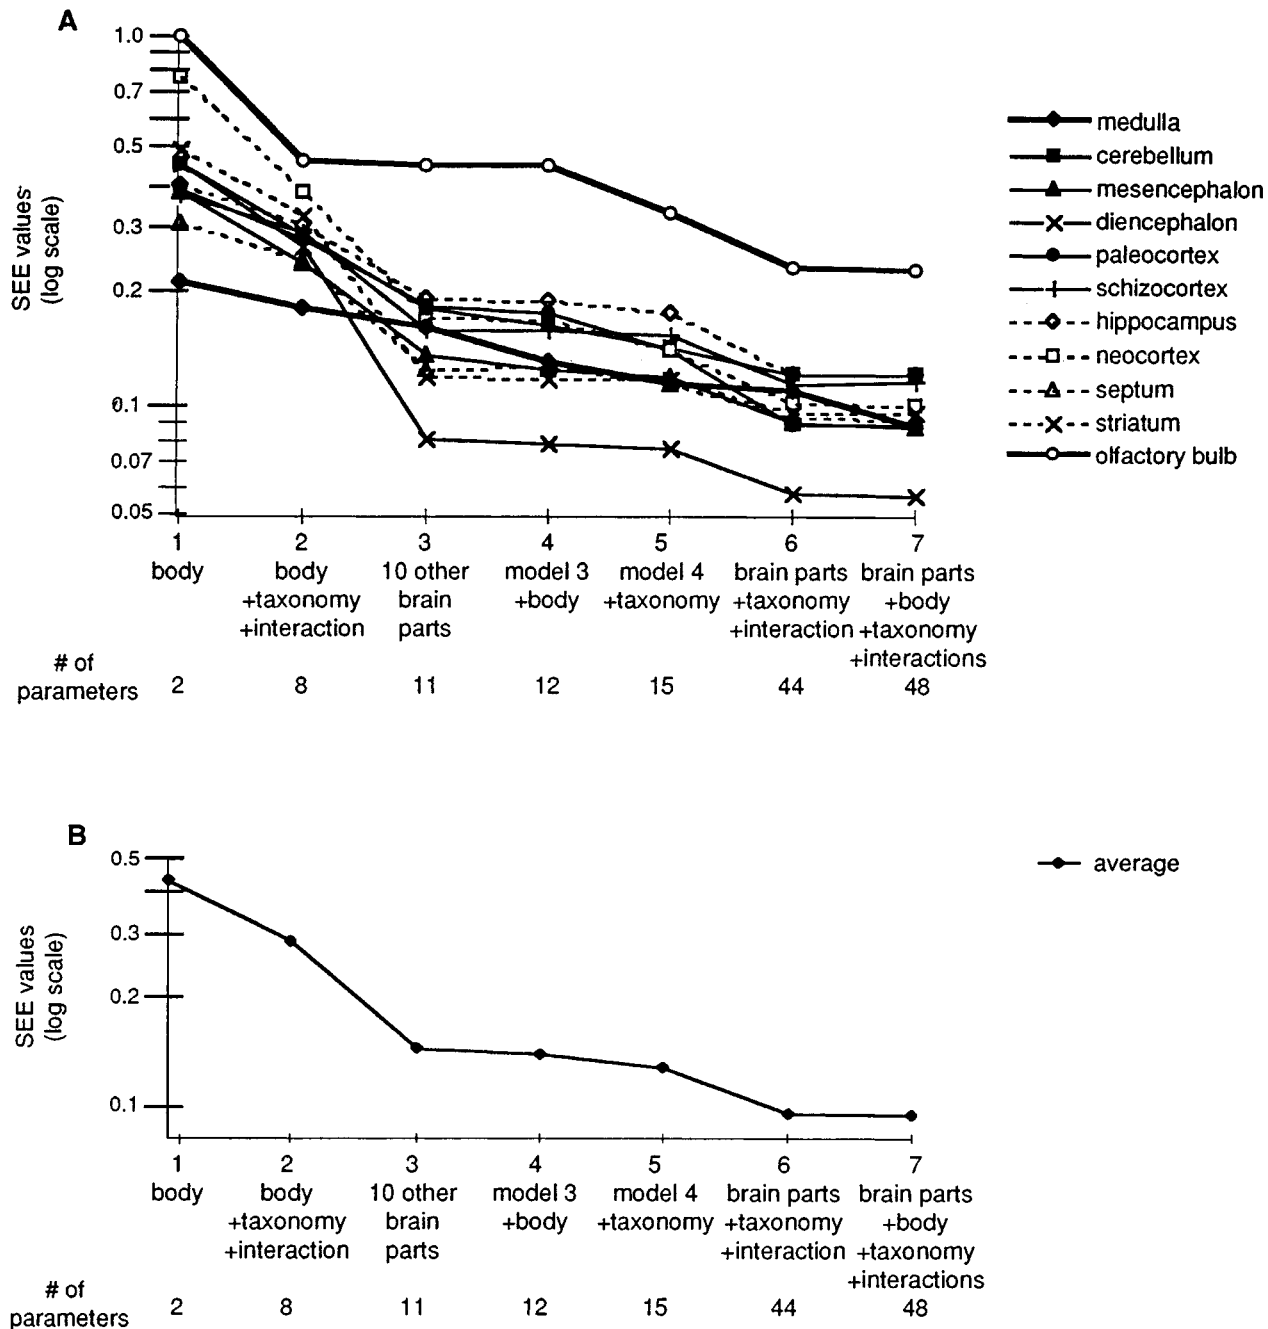 A
1.0
0.7
0.5
0.3
0.2
0.1
0.07
0.05
SEE values
(log scale)
medulla
cerebellum
mesencephalon
diencephalon
paleocortex
schizocortex
hippocampus
neocortex
septum
striatum
olfactory bulb
1 2 3 4 5 6 7
body body 10 other model 3 model 4 brain parts brain parts
+taxonomy brain +body +taxonomy +taxonomy +body
+interaction parts +interaction +taxonomy
+interactions
# of
parameters 2 8 11 12 15 44 48
B
0.5
0.3
0.2
0.1
SEE values
(log scale)
average
1 2 3 4 5 6 7
body body 10 other model 3 model 4 brain parts brain parts
+taxonomy brain +body +taxonomy +taxonomy +body
+interaction parts +interaction +taxonomy
+interactions
# of
parameters 2 8 11 12 15 44 48